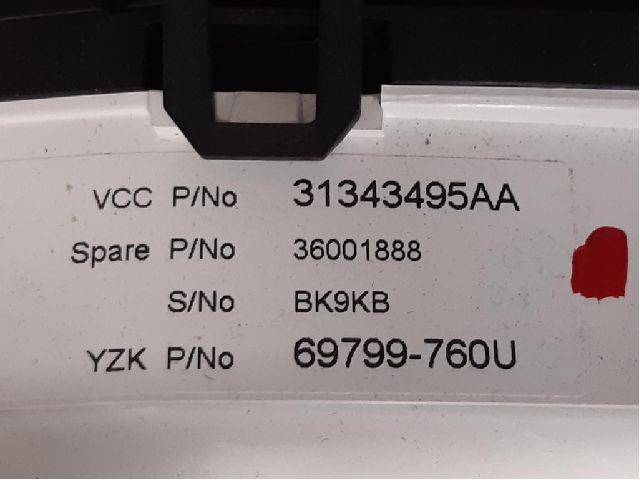 VCC P/No 31343495AA
Spare P/No 36001888
S/No BK9KB
YZK P/No 69799-760U